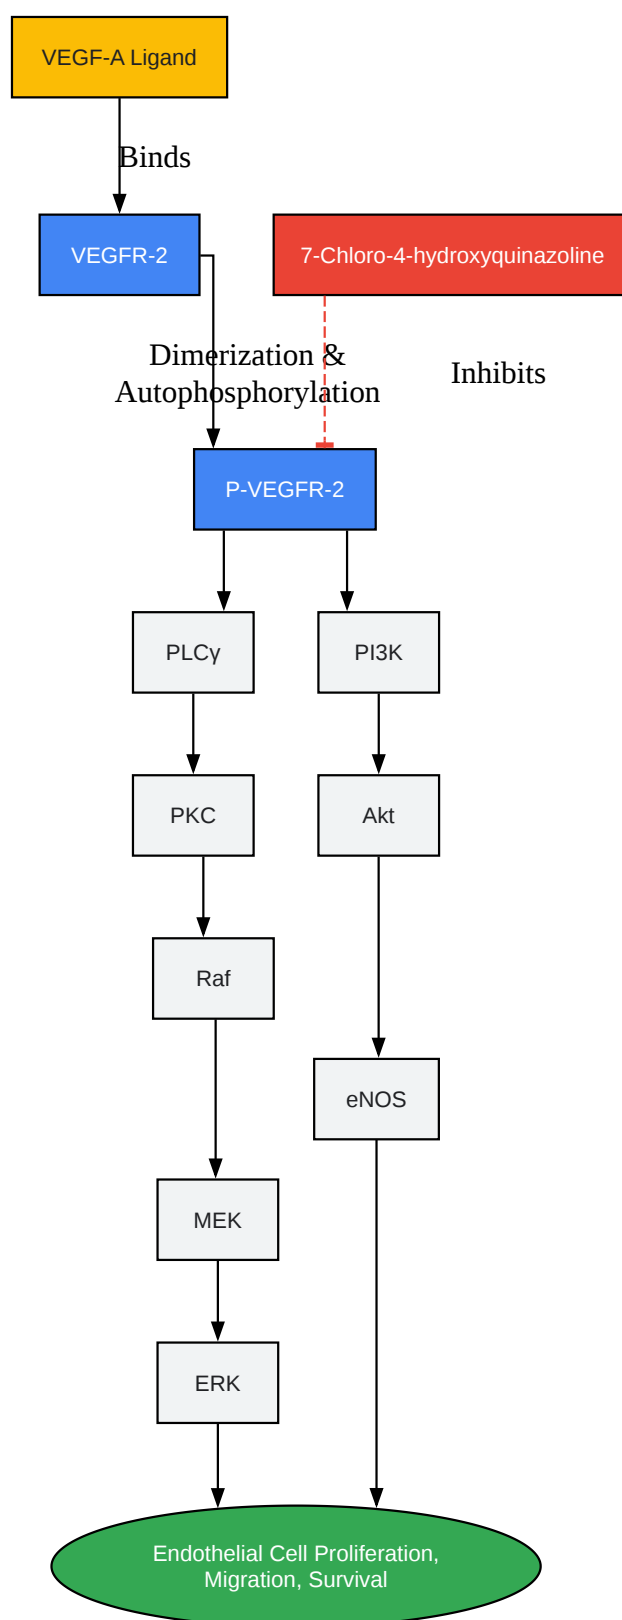 VEGF-A Ligand
Binds
VEGFR-2
7-Chloro-4-hydroxyquinazoline
Dimerization &
Autophosphorylation
Inhibits
P-VEGFR-2
PLCγ
PI3K
PKC
Akt
Raf
eNOS
MEK
ERK
Endothelial Cell Proliferation,
Migration, Survival